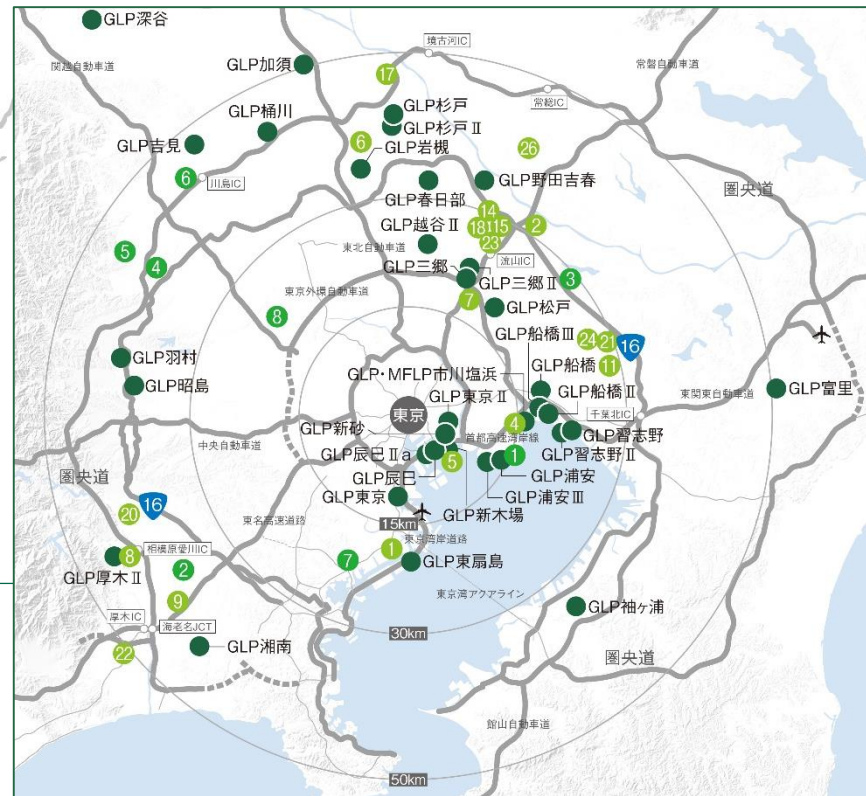 GLP深谷
境古河IC
関越自動車道
GLP加須
常磐自動車道
17
常総IC
GLP桶川
GLP杉戸
GLP杉戸Ⅱ
GLP吉見
6
GLP岩槻
26
6
川島IC
GLP春日部
GLP野田吉春
圏央道
14
GLP越谷Ⅱ
18
15
2
東北自動車道
23
5
4
流山IC
GLP三郷
GLP三郷Ⅱ
3
東京外環自動車道
7
8
GLP松戸
GLP船橋Ⅲ
24
21
16
GLP羽村
GLP・MFLP市川塩浜
GLP船橋
11
GLP昭島
GLP東京Ⅱ
GLP船橋Ⅱ
東関東自動車道
GLP富里
東京
千葉北IC
GLP新砂
4
首都高速湾岸線
GLP習志野
中央自動車道
GLP辰巳Ⅱa
5
1
GLP習志野Ⅱ
圏央道
GLP辰巳
GLP浦安
GLP東京
GLP浦安Ⅲ
20
16
GLP新木場
東名高速道路
15km
東京湾岸道路
8
相模原愛川IC
1
GLP厚木Ⅱ
2
7
GLP東扇島
9
東京湾アクアライン
GLP袖ヶ浦
厚木IC
海老名JCT
30km
22
GLP湘南
圏央道
館山自動車道
50km